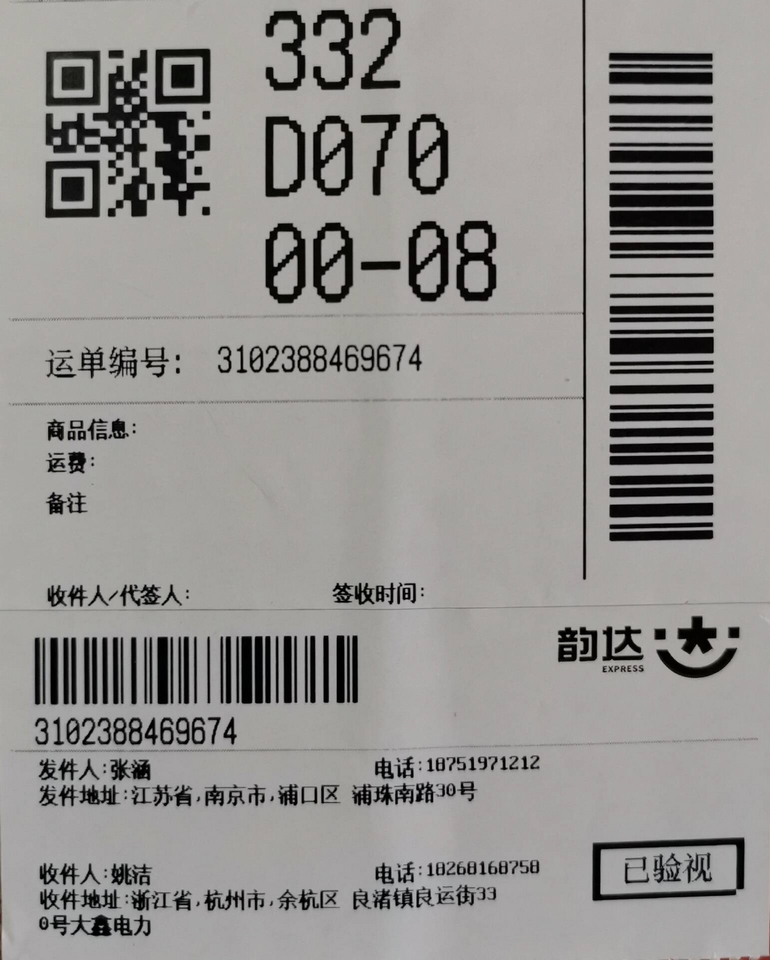 332
D070
00-08
运单编号: 3102388469674
商品信息:
运费:
备注
收件人/代签人: 签收时间:
韵达
EXPRESS
3102388469674
发件人:张涵 电话:18751971212
发件地址:江苏省,南京市,浦口区 浦珠南路30号
收件人:姚洁 电话:18268168758
收件地址:浙江省,杭州市,余杭区 良渚镇良运街33
0号大鑫电力
已验视